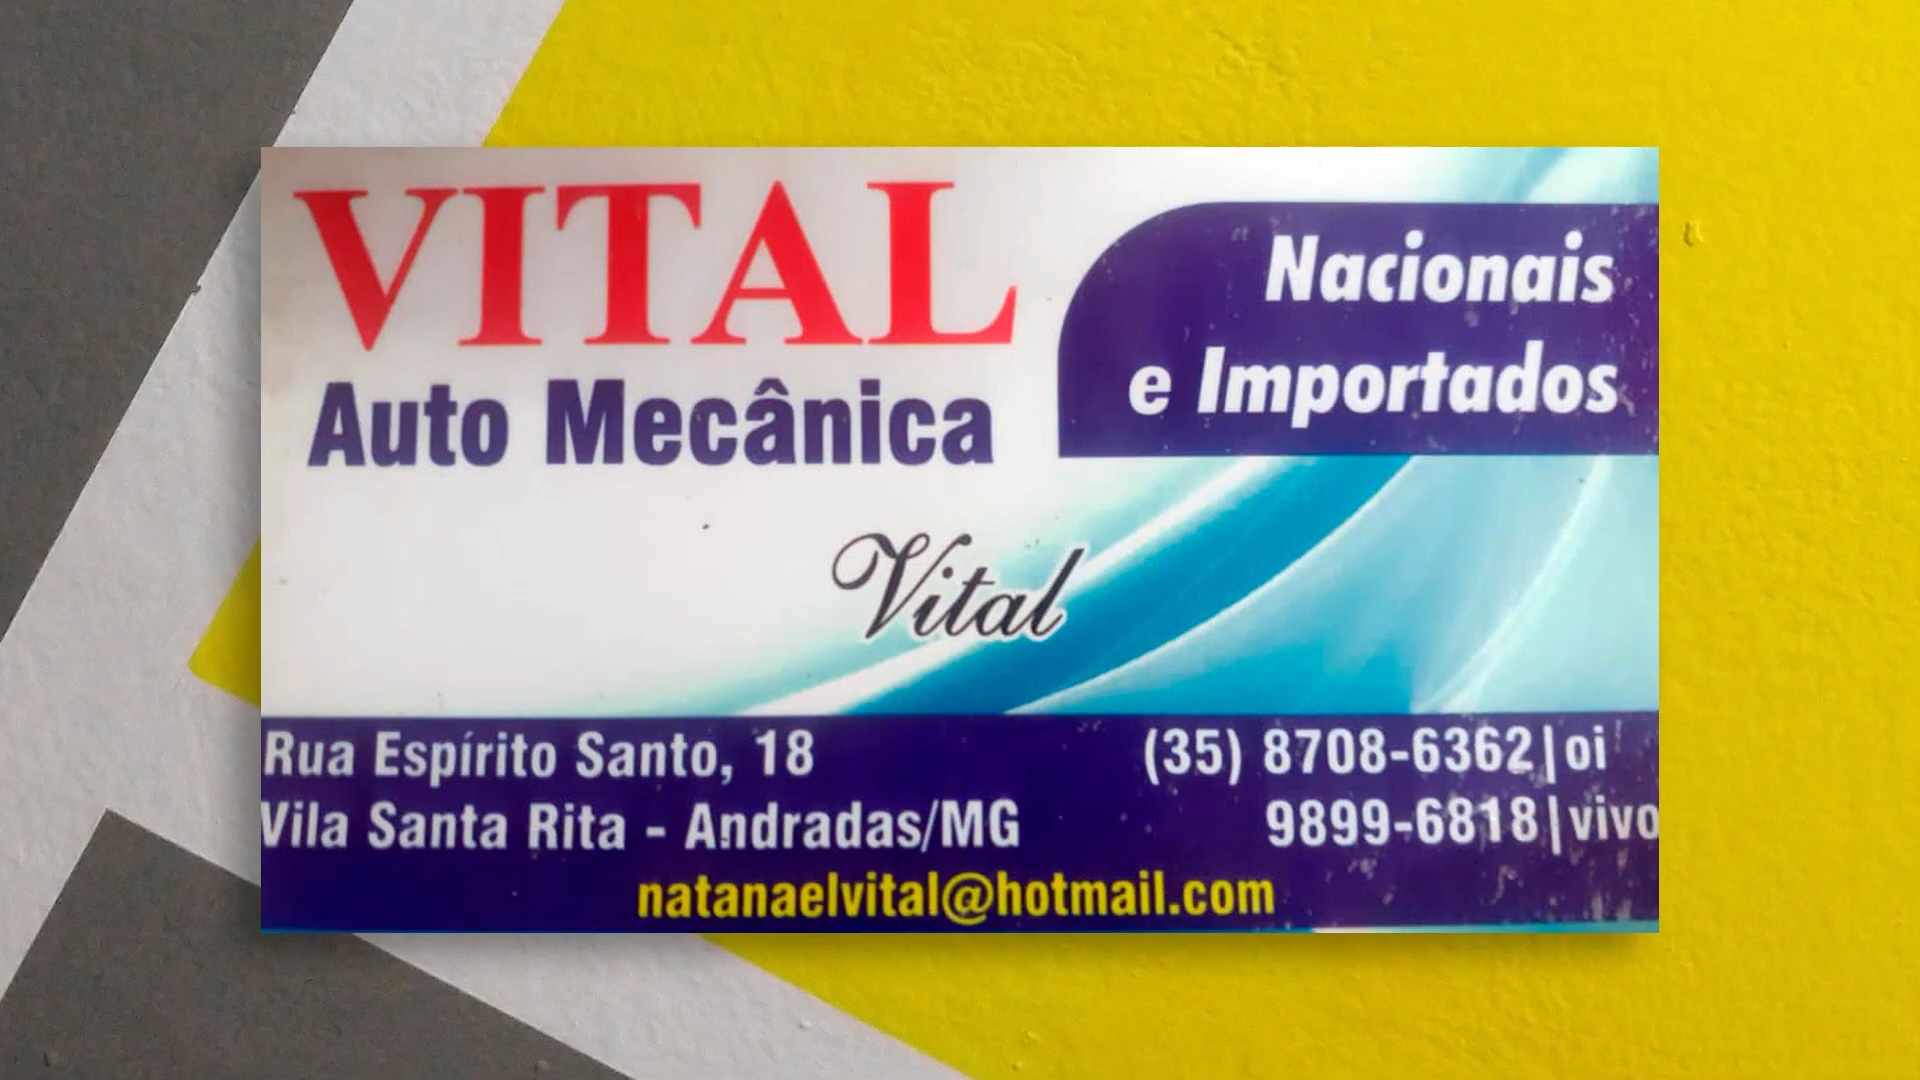 VITAL
Auto Mecânica
Nacionais
e Importados
Vital
Rua Espírito Santo, 18
Vila Santa Rita - Andradas/MG
(35) 8708-6362|oi
9899-6818|vivo
natanaelvital@hotmail.com